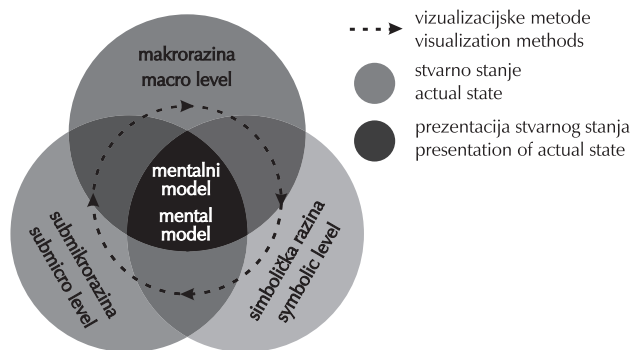 makrorazina
macro level
mentalni
model
mental
model
submikrorazina
submicro level
simbolička razina
symbolic level
vizualizacijske metode
visualization methods
stvarno stanje
actual state
prezentacija stvarnog stanja
presentation of actual state